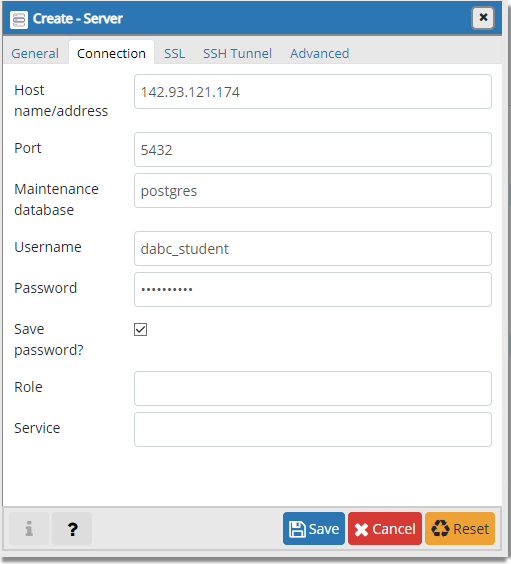 Create - Server
General Connection SSL SSH Tunnel Advanced
Host
name/address
142.93.121.174
Port
5432
Maintenance
database
postgres
Username
dabc_student
Password
••••••••••
Save
password?
Role
Service
i ? Save Cancel Reset